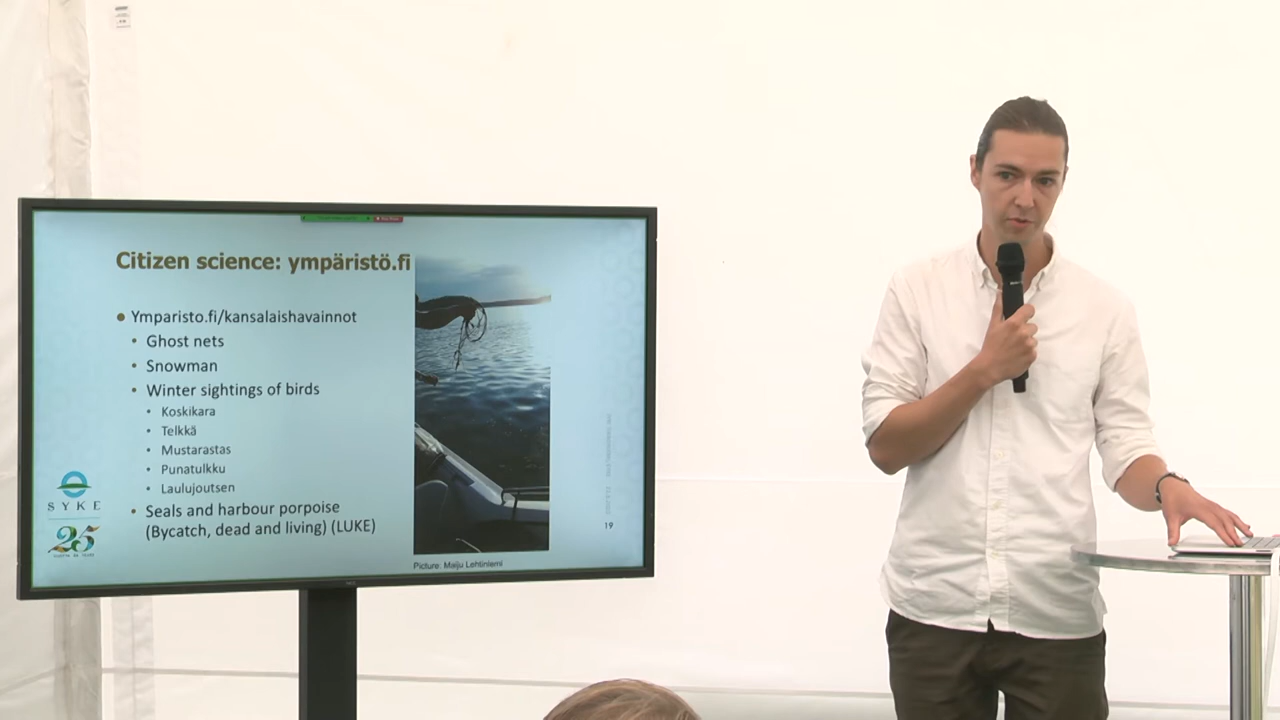 Citizen science: ympäristö.fi
Ymparisto.fi/kansalaishavainnot
Ghost nets
Snowman
Winter sightings of birds
Koskikara
Telkkä
Mustarastas
Punatulkku
Laulujoutsen
Seals and harbour porpoise
(Bycatch, dead and living) (LUKE)
SYKE
25
19
Picture: Maiju Lehtiniemi